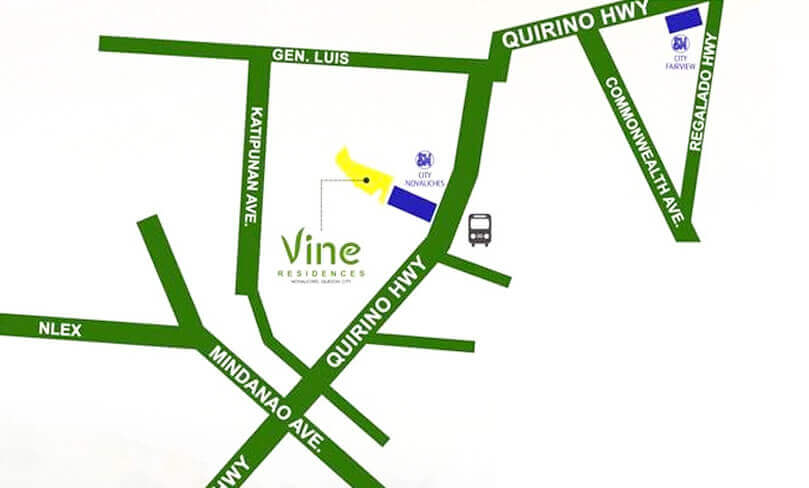 QUIRINO HWY
SM
CITY
FAIRVIEW
REGALADO HWY
COMMONWEALTH AVE.
GEN. LUIS
KATIPUNAN AVE.
SM
CITY
NOVALICHES
Vine
RESIDENCES
NOVALICHES, QUEZON CITY
QUIRINO HWY
NLEX
MINDANAO AVE.
HWY